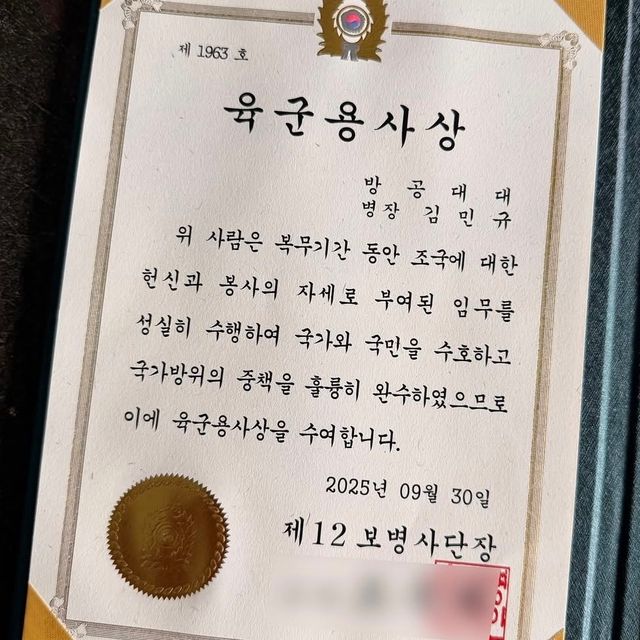 제 1963 호
육군용사상
방공대대
병장 김민규
위 사람은 복무기간 동안 조국에 대한
헌신과 봉사의 자세로 부여된 임무를
성실히 수행하여 국가와 국민을 수호하고
국가방위의 중책을 훌륭히 완수하였으므로
이에 육군용사상을 수여합니다.
2025년 09월 30일
제12보병사단장